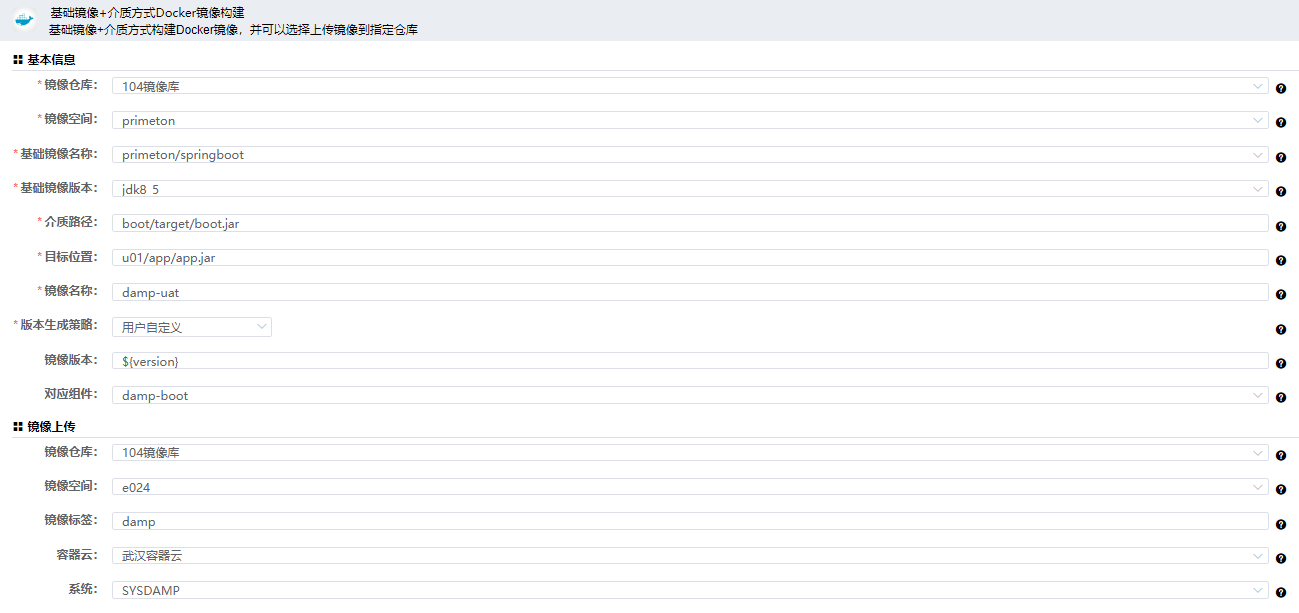 基础镜像+介质方式Docker镜像构建
基础镜像+介质方式构建Docker镜像，并可以选择上传镜像到指定仓库
基本信息
*镜像仓库： 104镜像库
*镜像空间： primeton
*基础镜像名称： primeton/springboot
*基础镜像版本： jdk8_5
*介质路径： boot/target/boot.jar
*目标位置： u01/app/app.jar
*镜像名称： damp-uat
*版本生成策略： 用户自定义
镜像版本： ${version}
对应组件： damp-boot
镜像上传
镜像仓库： 104镜像库
镜像空间： e024
镜像标签： damp
容器云： 武汉容器云
系统： SYSDAMP